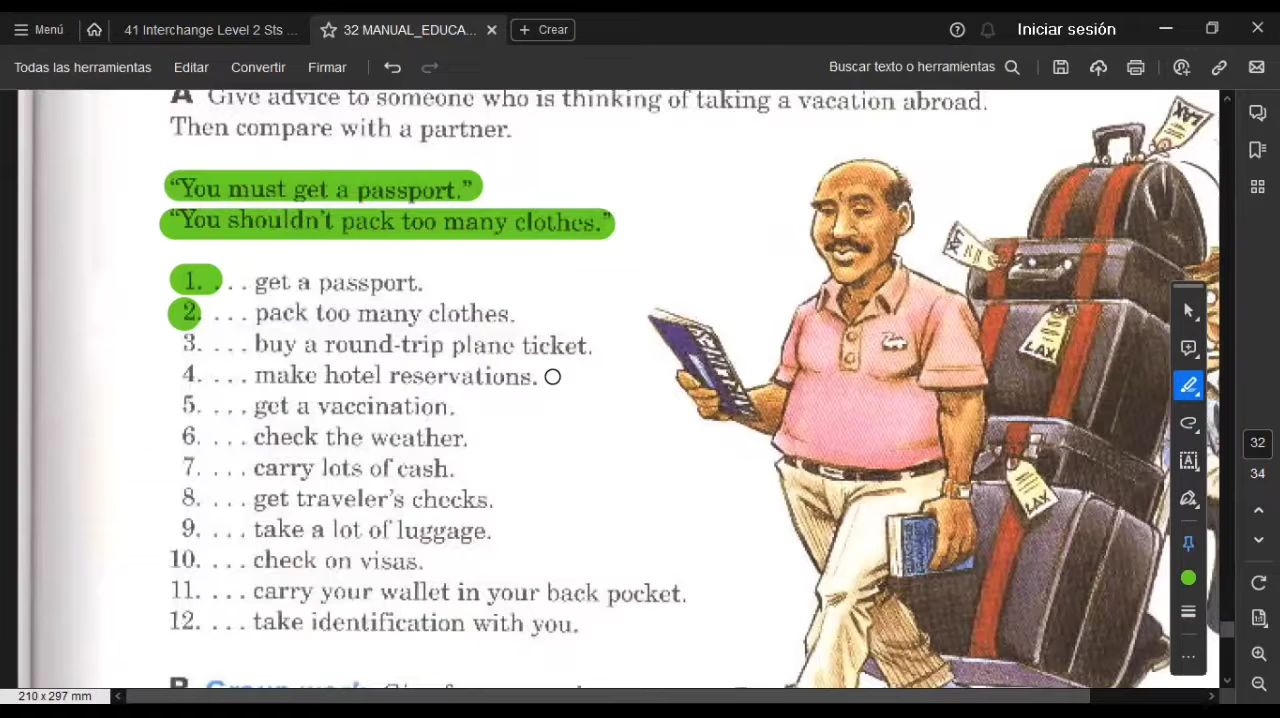 Menú
41 Interchange Level 2 Sts ...
32 MANUAL_EDUCA...
Crear
Iniciar sesión
Todas las herramientas
Editar
Convertir
Firmar
Buscar texto o herramientas
A Give advice to someone who is thinking of taking a vacation abroad.
Then compare with a partner.
“You must get a passport.”
“You shouldn’t pack too many clothes.”
1. . . . get a passport.
2. . . . pack too many clothes.
3. . . . buy a round-trip plane ticket.
4. . . . make hotel reservations.
5. . . . get a vaccination.
6. . . . check the weather.
7. . . . carry lots of cash.
8. . . . get traveler's checks.
9. . . . take a lot of luggage.
10. . . . check on visas.
11. . . . carry your wallet in your back pocket.
12. . . . take identification with you.
LAX
LAX
LAX
LAX
32
34
210 x 297 mm